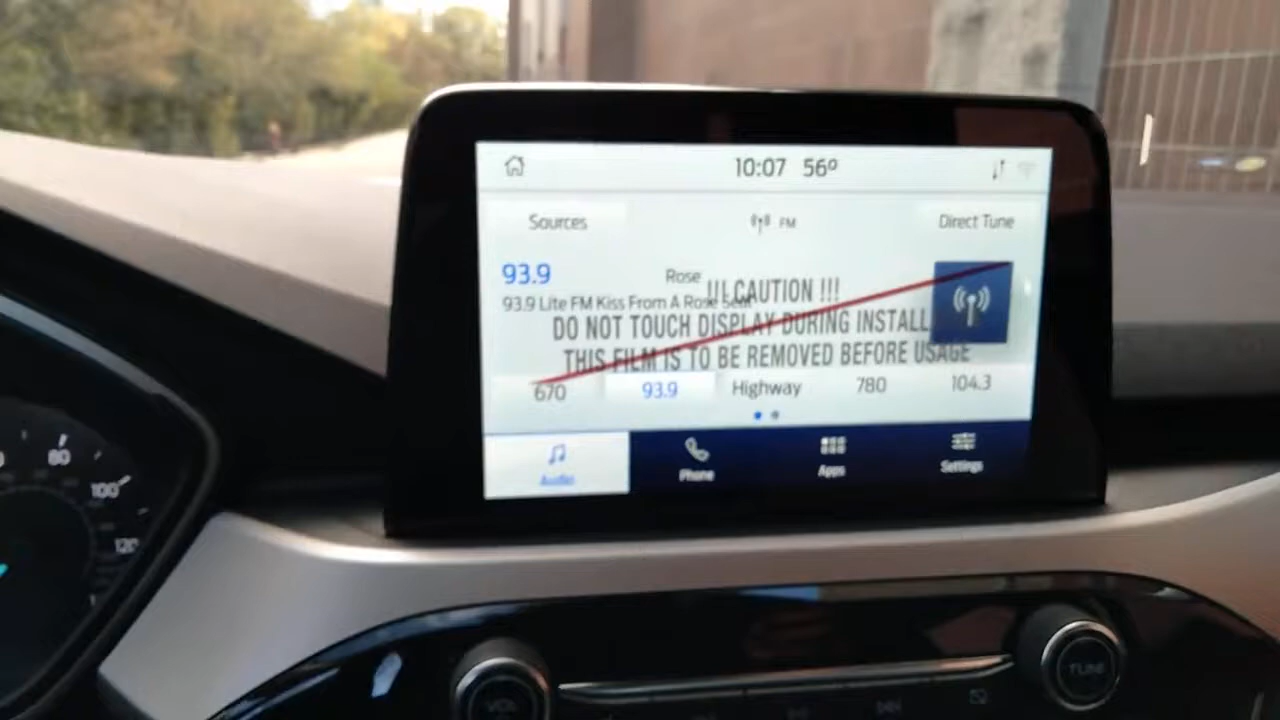 10:07 56°
Sources FM Direct Tune
93.9 Rose
93.9 Lite FM Kiss From A Rose Seal
!!! CAUTION !!!
DO NOT TOUCH DISPLAY DURING INSTALL
THIS FILM IS TO BE REMOVED BEFORE USAGE
670 93.9 Highway 780 104.3
Audio Phone Apps Settings
80
100
120
VOL
TUNE